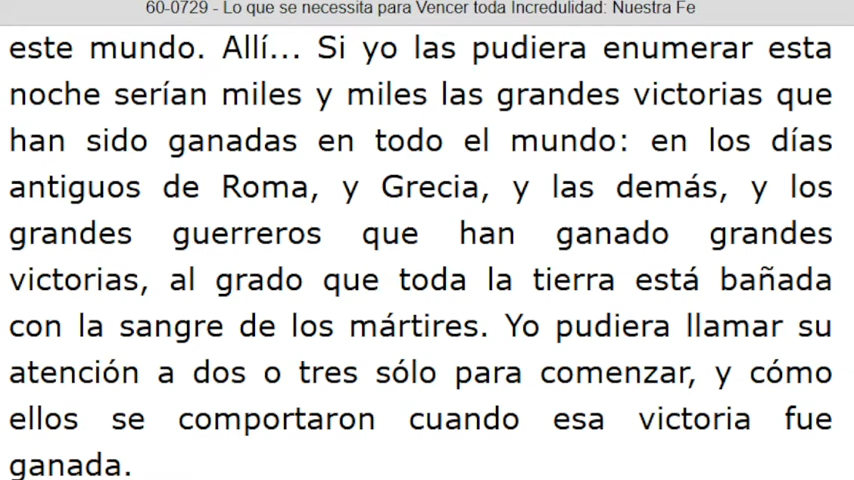 60-0729 - Lo que se necessita para Vencer toda Incredulidad: Nuestra Fe
este mundo. Allí... Si yo las pudiera enumerar esta
noche serían miles y miles las grandes victorias que
han sido ganadas en todo el mundo: en los días
antiguos de Roma, y Grecia, y las demás, y los
grandes guerreros que han ganado grandes
victorias, al grado que toda la tierra está bañada
con la sangre de los mártires. Yo pudiera llamar su
atención a dos o tres sólo para comenzar, y cómo
ellos se comportaron cuando esa victoria fue
ganada.